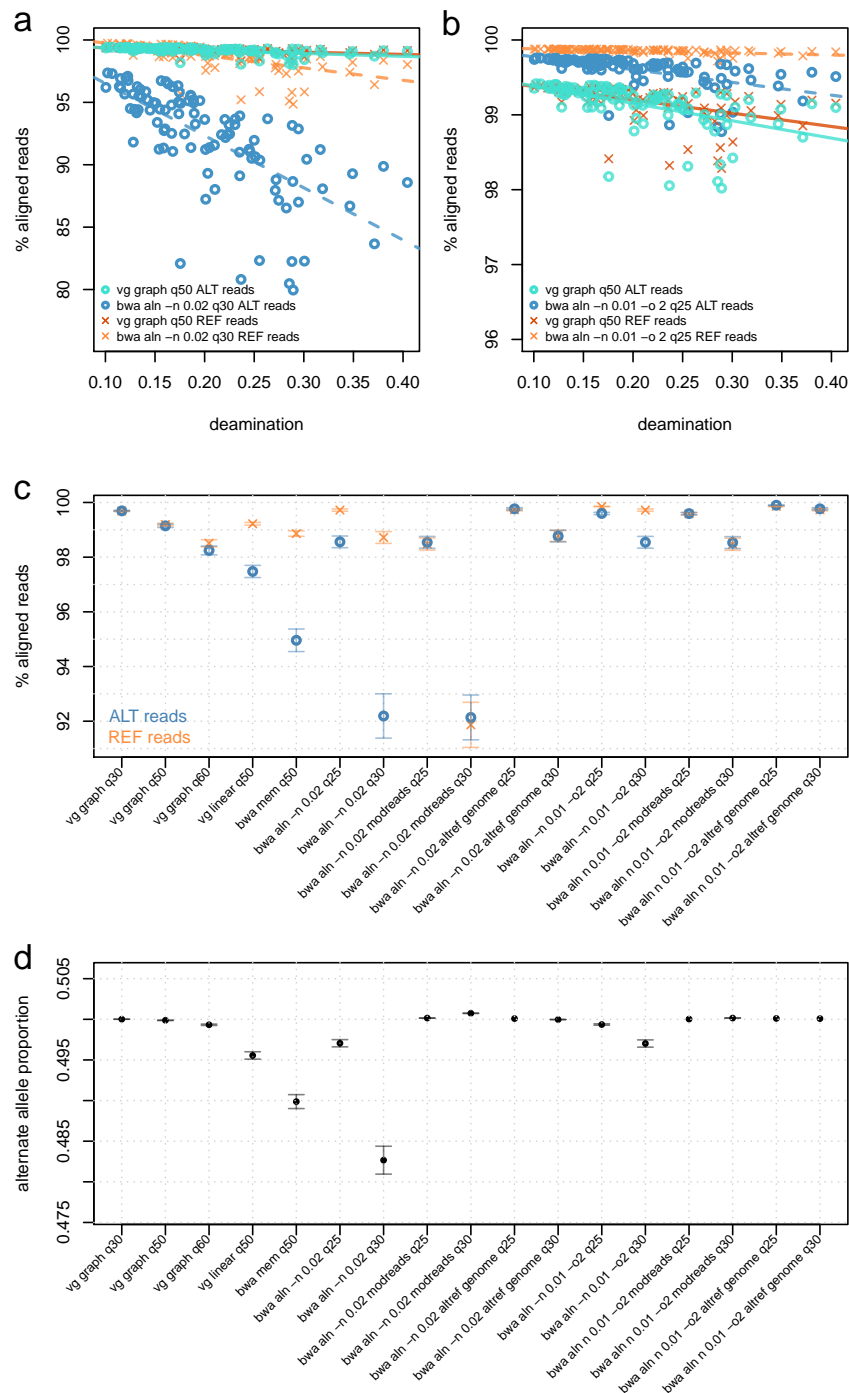 a
100
95
90
85
80
% aligned reads
vg graph q50 ALT reads
bwa aln −n 0.02 q30 ALT reads
vg graph q50 REF reads
bwa aln −n 0.02 q30 REF reads
0.10 0.15 0.20 0.25 0.30 0.35 0.40
deamination
b
100
99
98
97
96
% aligned reads
vg graph q50 ALT reads
bwa aln −n 0.01 −o 2 q25 ALT reads
vg graph q50 REF reads
bwa aln −n 0.01 −o 2 q25 REF reads
0.10 0.15 0.20 0.25 0.30 0.35 0.40
deamination
c
100
98
96
94
92
% aligned reads
ALT reads
REF reads
vg graph q30
vg graph q50
vg graph q60
vg linear q50
bwa mem q50
bwa aln −n 0.02 q25
bwa aln −n 0.02 q30
bwa aln −n 0.02 modreads q25
bwa aln −n 0.02 modreads q30
bwa aln −n 0.02 altref genome q25
bwa aln −n 0.02 altref genome q30
bwa aln −n 0.01 −o2 q25
bwa aln −n 0.01 −o2 q30
bwa aln n 0.01 −o2 modreads q25
bwa aln n 0.01 −o2 modreads q30
bwa aln n 0.01 −o2 altref genome q25
bwa aln n 0.01 −o2 altref genome q30
d
0.505
0.495
0.485
0.475
alternate allele proportion
vg graph q30
vg graph q50
vg graph q60
vg linear q50
bwa mem q50
bwa aln −n 0.02 q25
bwa aln −n 0.02 q30
bwa aln −n 0.02 modreads q25
bwa aln −n 0.02 modreads q30
bwa aln −n 0.02 altref genome q25
bwa aln −n 0.02 altref genome q30
bwa aln −n 0.01 −o2 q25
bwa aln −n 0.01 −o2 q30
bwa aln n 0.01 −o2 modreads q25
bwa aln n 0.01 −o2 modreads q30
bwa aln n 0.01 −o2 altref genome q25
bwa aln n 0.01 −o2 altref genome q30